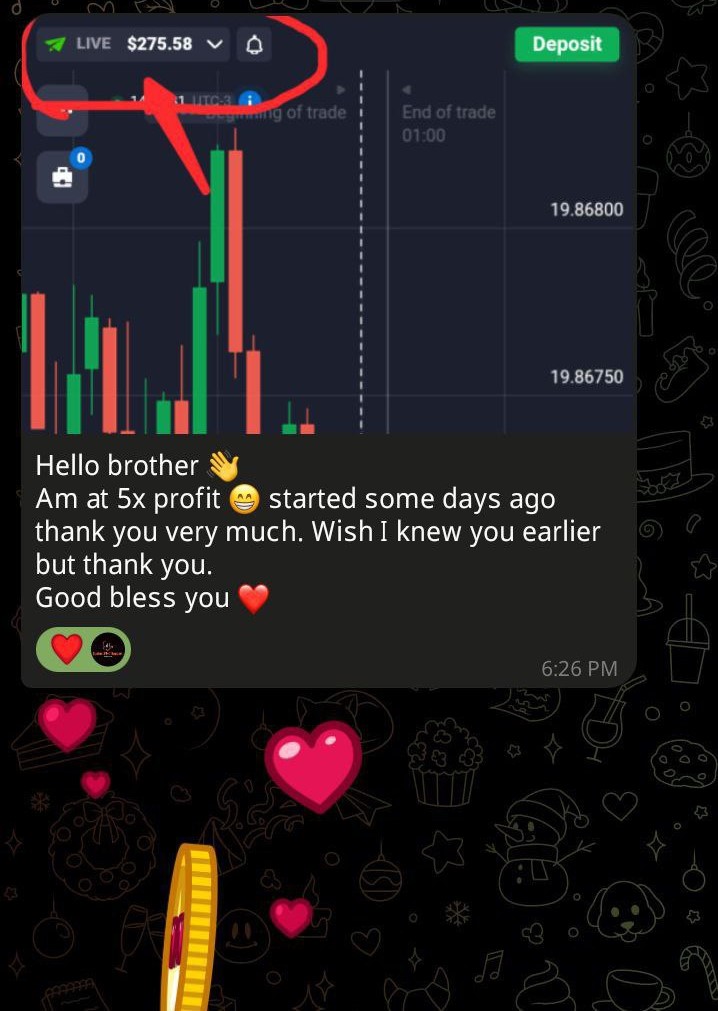 LIVE $275.58
Deposit
UTC-3
Beginning of trade
End of trade
01:00
0
19.86800
19.86750
Hello brother 👋
Am at 5x profit 😁 started some days ago
thank you very much. Wish I knew you earlier
but thank you.
Good bless you ❤️
6:26 PM